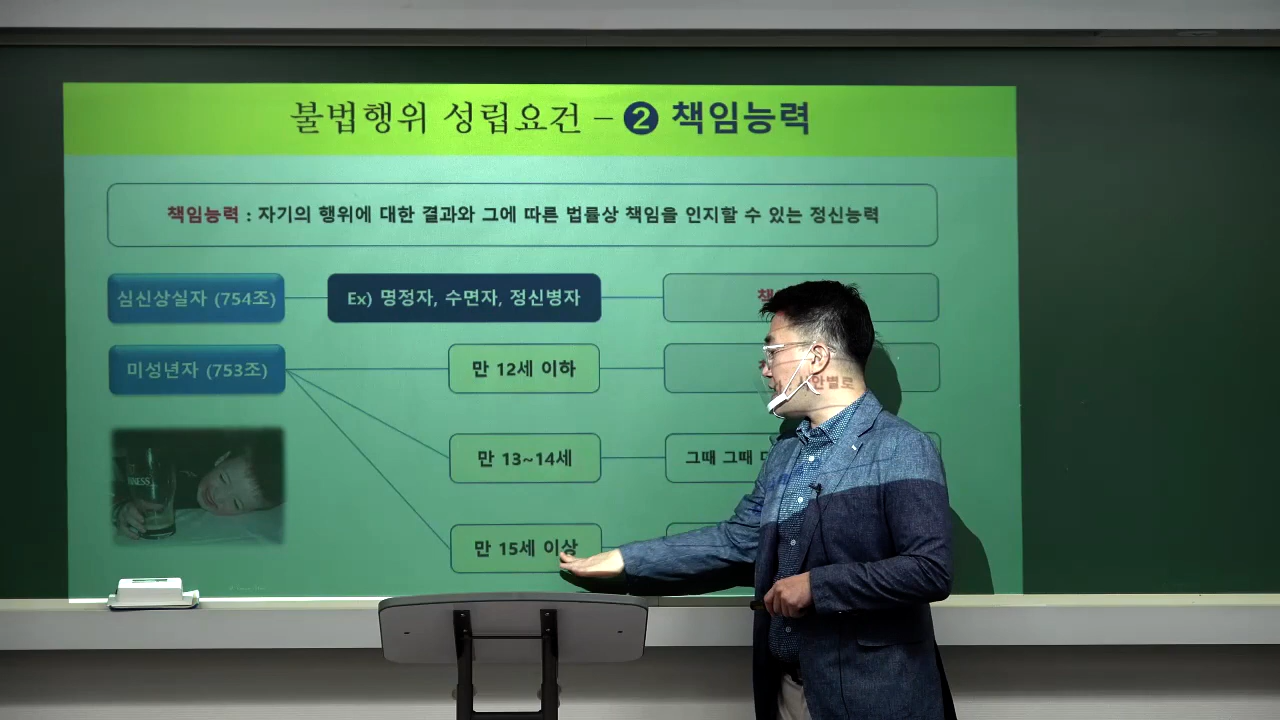 불법행위 성립요건 – ② 책임능력
책임능력 : 자기의 행위에 대한 결과와 그에 따른 법률상 책임을 인지할 수 있는 정신능력
심신상실자 (754조)
Ex) 명정자, 수면자, 정신병자
미성년자 (753조)
만 12세 이하
만 13~14세
그때 그때
만 15세 이상